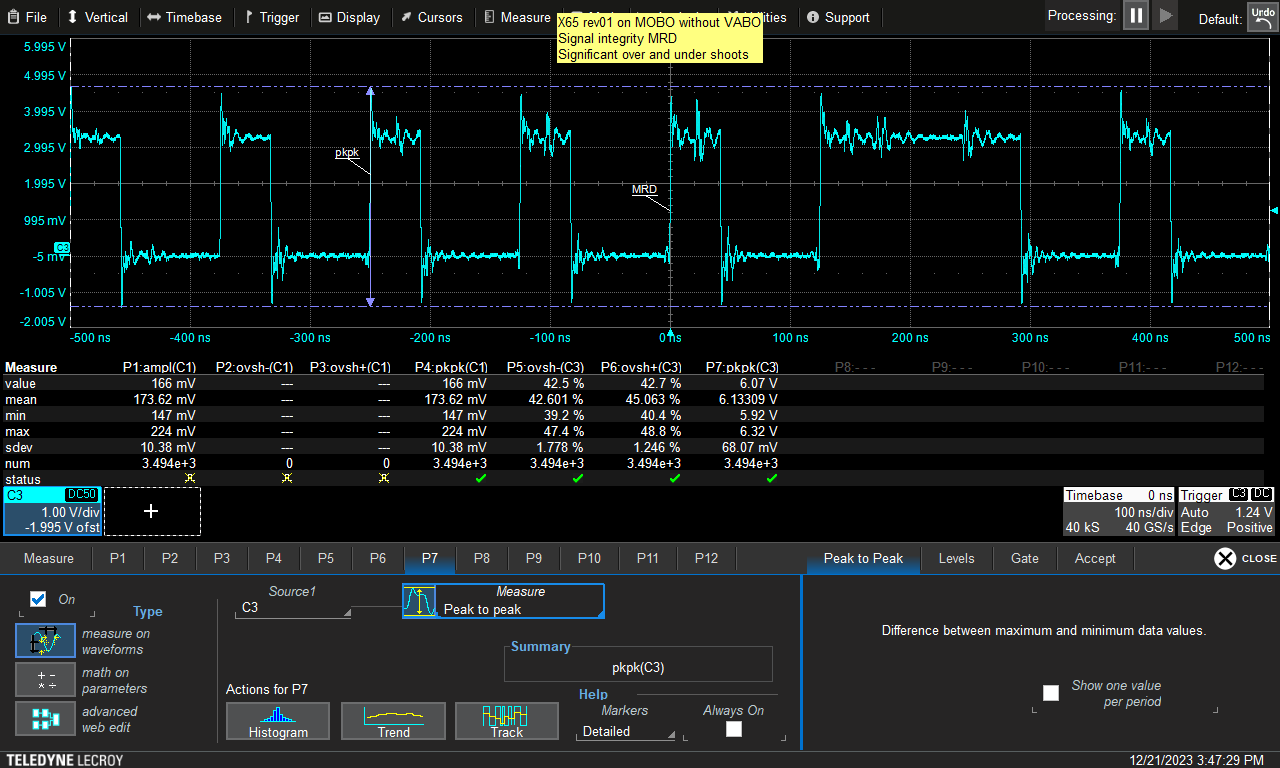 File Vertical Timebase Trigger Display Cursors Measure Support Processing: Default: Undo
X65 rev01 on MOBO without VABO
Signal integrity MRD
Significant over and under shoots
5.995 V
4.995 V
3.995 V
2.995 V
1.995 V
995 mV
-5 mV
-1.005 V
-2.005 V
C3
pkpk
MRD
-500 ns -400 ns -300 ns -200 ns -100 ns 0 ns 100 ns 200 ns 300 ns 400 ns 500 ns
Measure P1:ampl(C1) P2:ovsh-(C1) P3:ovsh+(C1) P4:pkpk(C1) P5:ovsh-(C3) P6:ovsh+(C3) P7:pkpk(C3) P8:- - - P9:- - - P10:- - - P11:- - - P12:- - -
value 166 mV --- --- 166 mV 42.5 % 42.7 % 6.07 V
mean 173.62 mV --- --- 173.62 mV 42.601 % 45.063 % 6.13309 V
min 147 mV --- --- 147 mV 39.2 % 40.4 % 5.92 V
max 224 mV --- --- 224 mV 47.4 % 48.8 % 6.32 V
sdev 10.38 mV --- --- 10.38 mV 1.778 % 1.246 % 68.07 mV
num 3.494e+3 0 0 3.494e+3 3.494e+3 3.494e+3 3.494e+3
status
C3 DC50
1.00 V/div
-1.995 V ofst
+
Timebase 0 ns
100 ns/div
40 kS 40 GS/s
Trigger C3 DC
Auto 1.24 V
Edge Positive
Measure P1 P2 P3 P4 P5 P6 P7 P8 P9 P10 P11 P12 Peak to Peak Levels Gate Accept CLOSE
On
Type
measure on
waveforms
math on
parameters
advanced
web edit
Source1
C3
Measure
Peak to peak
Summary
pkpk(C3)
Actions for P7
Histogram Trend Track
Help
Markers
Detailed
Always On
Difference between maximum and minimum data values.
Show one value
per period
TELEDYNE LECROY 12/21/2023 3:47:29 PM